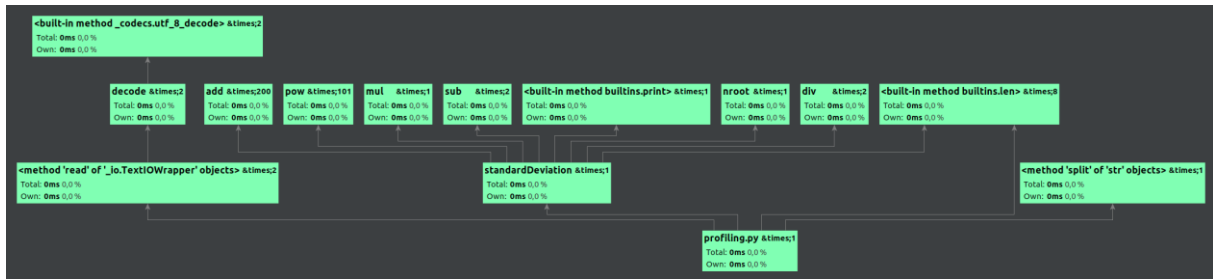 <built-in method _codecs.utf_8_decode> &times;2
Total: 0ms 0,0 %
Own: 0ms 0,0 %
decode &times;2
Total: 0ms 0,0 %
Own: 0ms 0,0 %
add &times;200
Total: 0ms 0,0 %
Own: 0ms 0,0 %
pow &times;101
Total: 0ms 0,0 %
Own: 0ms 0,0 %
mul &times;1
Total: 0ms 0,0 %
Own: 0ms 0,0 %
sub &times;2
Total: 0ms 0,0 %
Own: 0ms 0,0 %
<built-in method builtins.print> &times;1
Total: 0ms 0,0 %
Own: 0ms 0,0 %
nroot &times;1
Total: 0ms 0,0 %
Own: 0ms 0,0 %
div &times;2
Total: 0ms 0,0 %
Own: 0ms 0,0 %
<built-in method builtins.len> &times;8
Total: 0ms 0,0 %
Own: 0ms 0,0 %
<method 'read' of '_io.TextIOWrapper' objects> &times;2
Total: 0ms 0,0 %
Own: 0ms 0,0 %
standardDeviation &times;1
Total: 0ms 0,0 %
Own: 0ms 0,0 %
<method 'split' of 'str' objects> &times;1
Total: 0ms 0,0 %
Own: 0ms 0,0 %
profiling.py &times;1
Total: 0ms 0,0 %
Own: 0ms 0,0 %